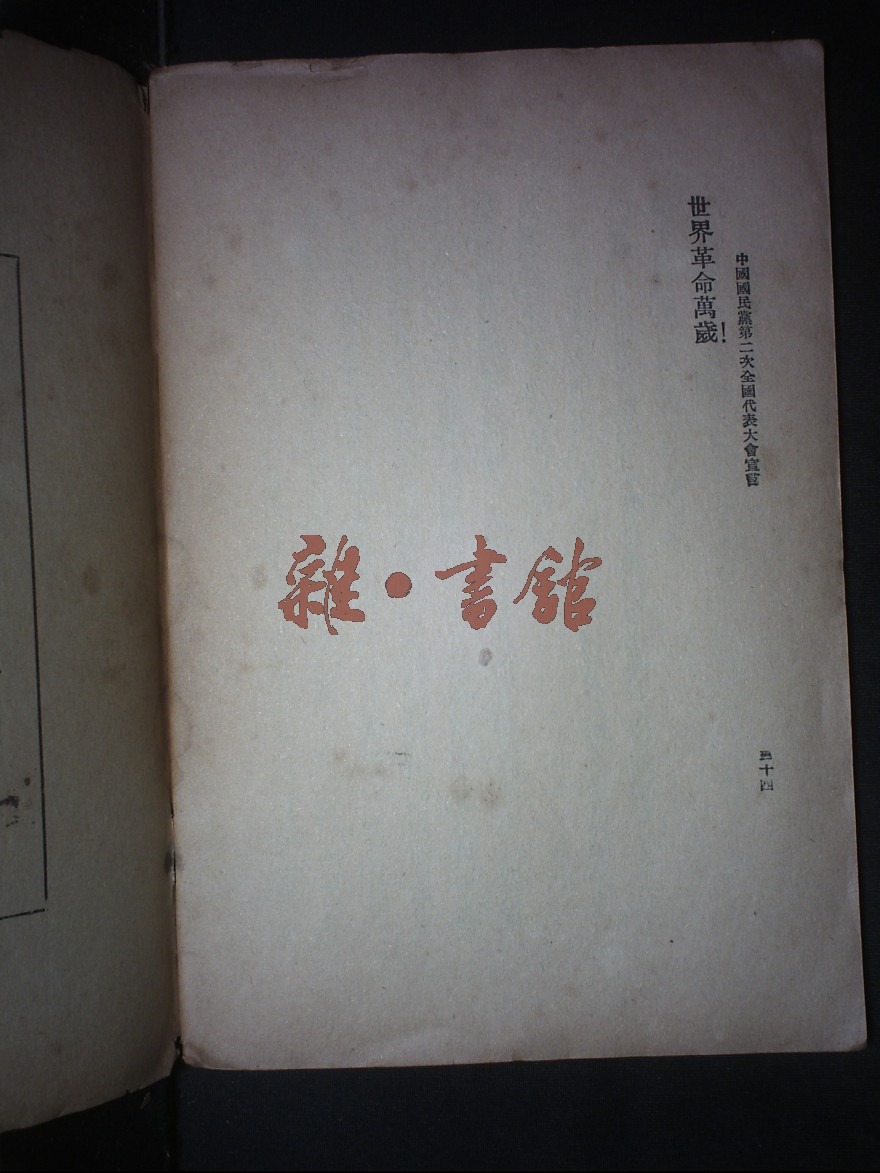 中國國民黨第二次全國代表大會宣言
世界革命萬歲！
雜·書館
十四